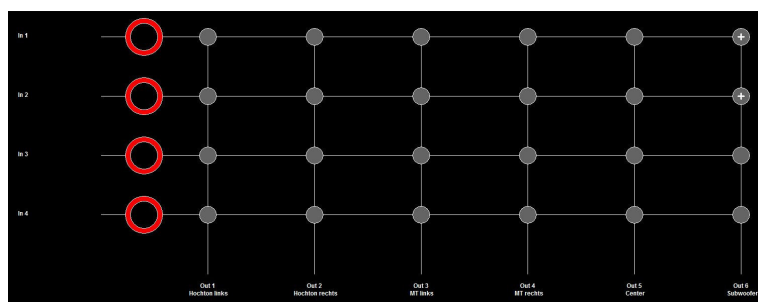 In 1
In 2
In 3
In 4
Out 1
Hochton links
Out 2
Hochton rechts
Out 3
MT links
Out 4
MT rechts
Out 5
Center
Out 6
Subwoofer